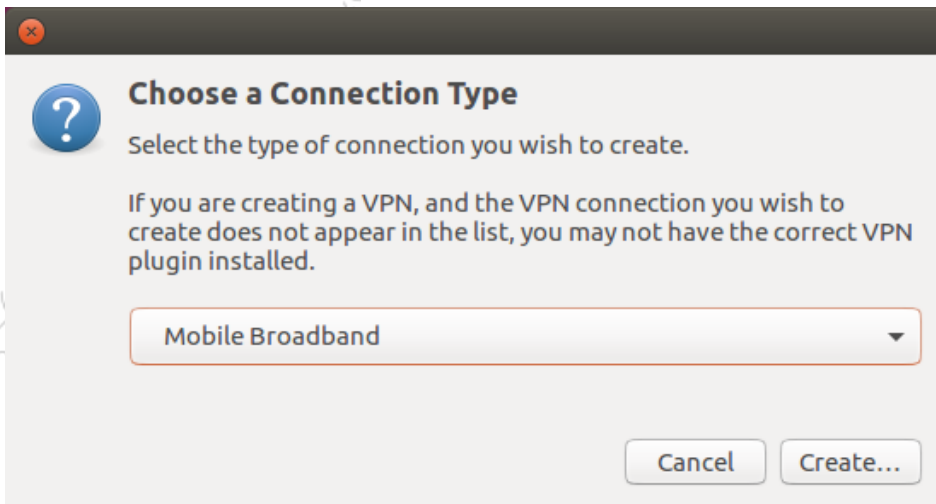 Choose a Connection Type
Select the type of connection you wish to create.
If you are creating a VPN, and the VPN connection you wish to
create does not appear in the list, you may not have the correct VPN
plugin installed.
Mobile Broadband
Cancel
Create...